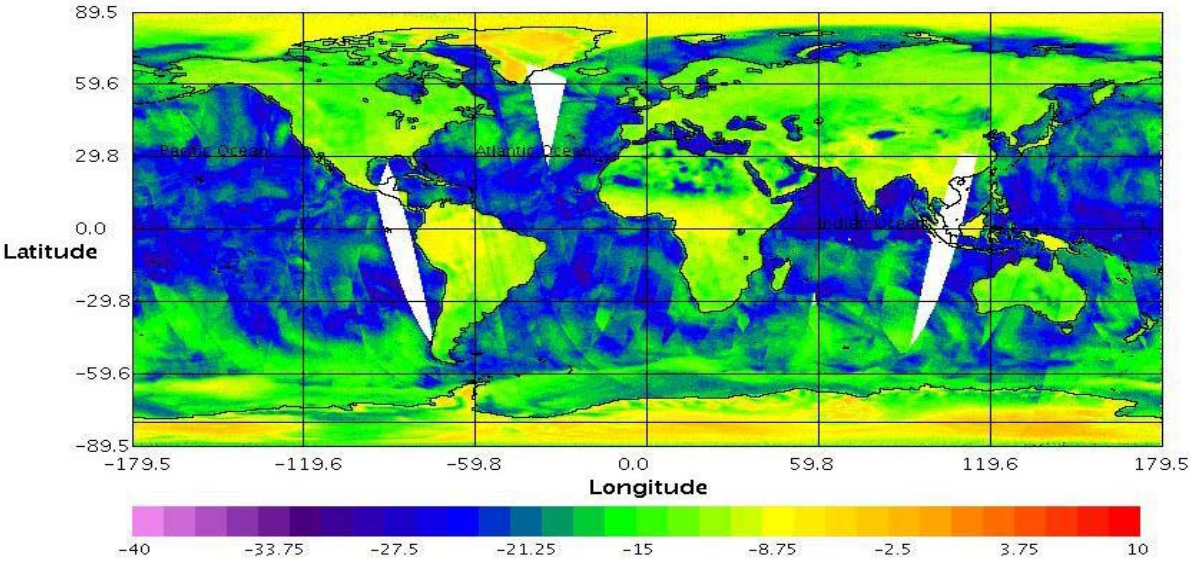 89.5
59.6
29.8
0.0
-29.8
-59.6
-89.5
Latitude
Pacific Ocean
Atlantic Ocean
Indian Ocean
-179.5 -119.6 -59.8 0.0 59.8 119.6 179.5
Longitude
-40 -33.75 -27.5 -21.25 -15 -8.75 -2.5 3.75 10